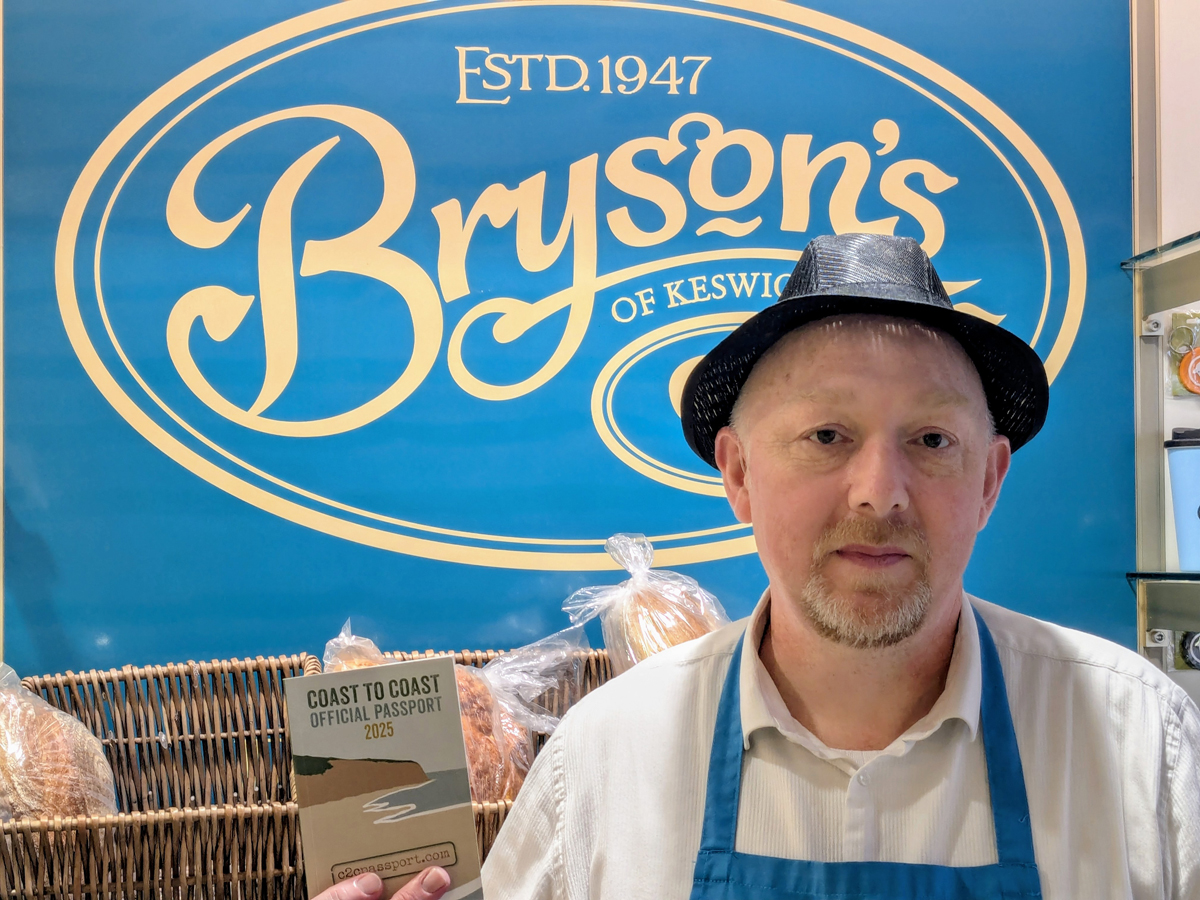 ESTD. 1947
Bryson's
OF KESWIC
COAST TO COAST
OFFICIAL PASSPORT
2025
c2cpassport.com